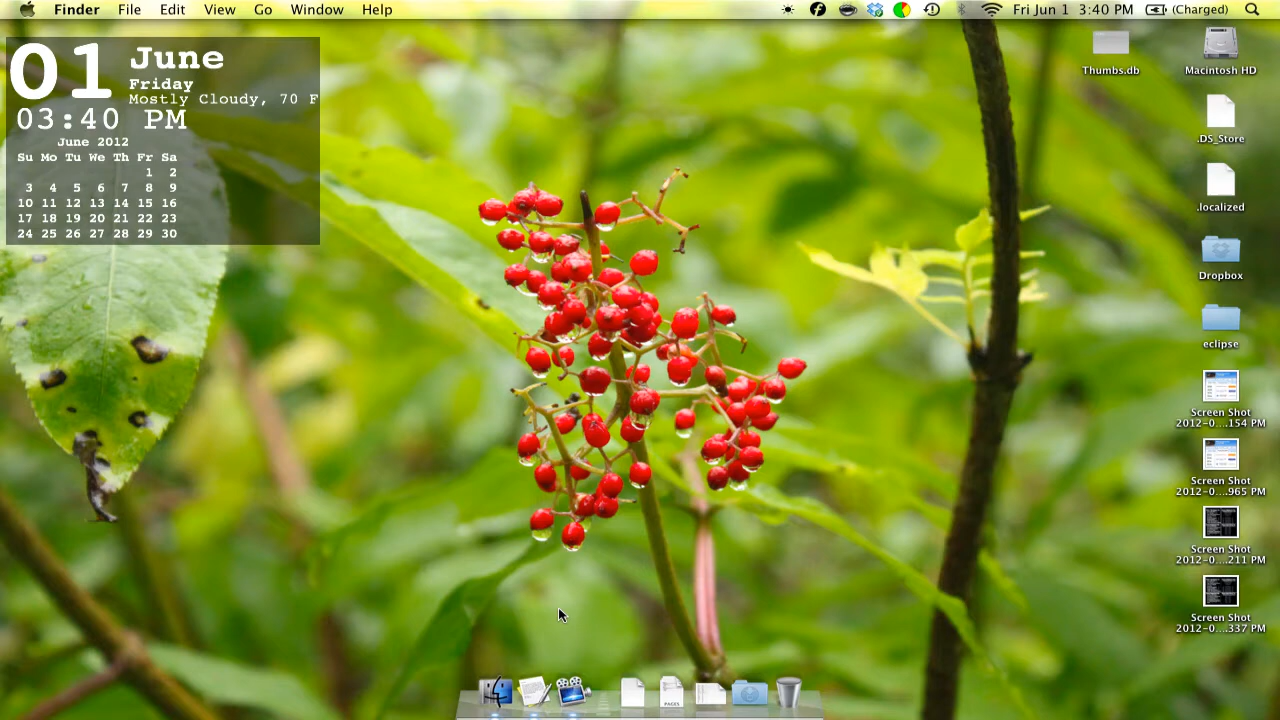 Finder File Edit View Go Window Help
Fri Jun 1 3:40 PM (Charged)
01 June
Friday
Mostly Cloudy, 70 F
03:40 PM
June 2012
Su Mo Tu We Th Fr Sa
1 2
3 4 5 6 7 8 9
10 11 12 13 14 15 16
17 18 19 20 21 22 23
24 25 26 27 28 29 30
Thumbs.db
Macintosh HD
.DS_Store
.localized
Dropbox
eclipse
Screen Shot
2012-0....154 PM
Screen Shot
2012-0....965 PM
Screen Shot
2012-0....211 PM
Screen Shot
2012-0....337 PM
PAGES